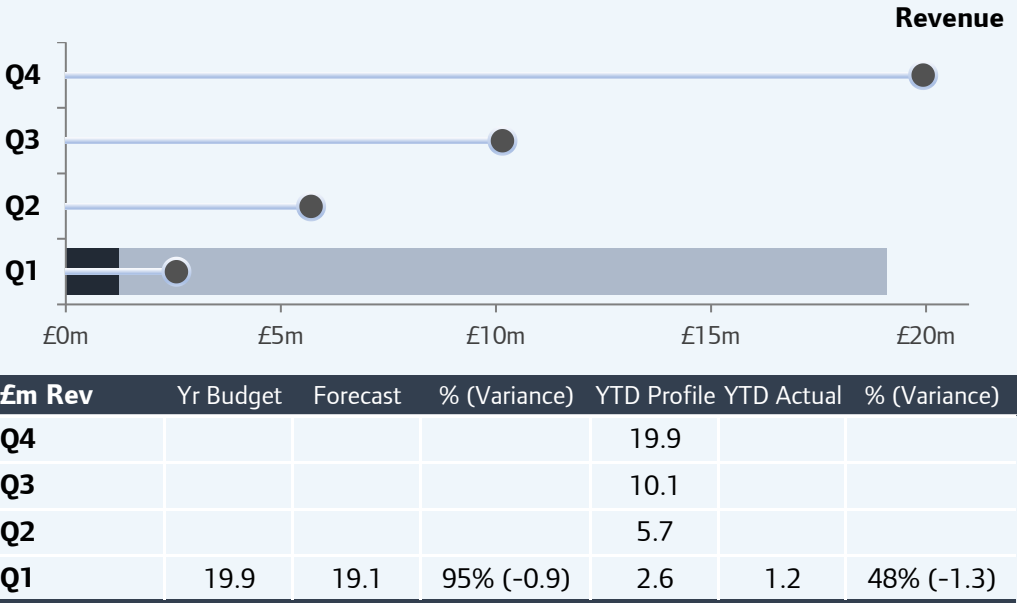 Revenue
Q4
Q3
Q2
Q1
£0m £5m £10m £15m £20m
£m Rev Yr Budget Forecast % (Variance) YTD Profile YTD Actual % (Variance)
Q4 19.9
Q3 10.1
Q2 5.7
Q1 19.9 19.1 95% (-0.9) 2.6 1.2 48% (-1.3)